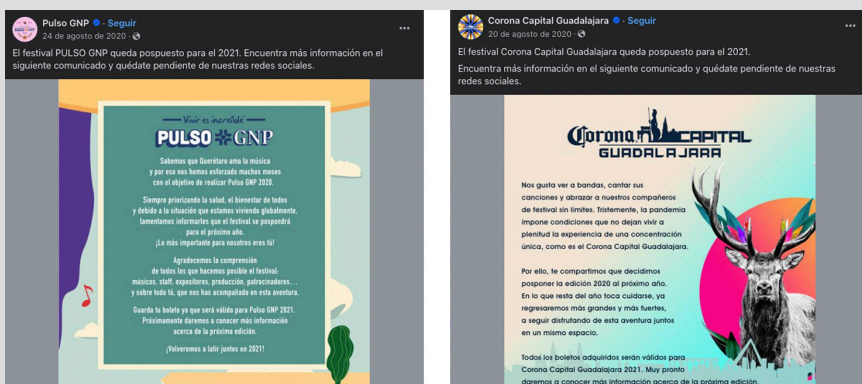 Pulso GNP · Seguir
24 de agosto de 2020 ·
El festival PULSO GNP queda pospuesto para el 2021. Encuentra más información en el
siguiente comunicado y quédate pendiente de nuestras redes sociales.
Vivir es increíble
PULSO GNP
Sabemos que Querétaro ama la música
y por eso nos hemos esforzado muchos meses
con el objetivo de realizar Pulso GNP 2020.
Siempre priorizando la salud, el bienestar de todos
y debido a la situación que estamos viviendo globalmente,
lamentamos informarles que el festival se pospondrá
para el próximo año.
¡Lo más importante para nosotros eres tú!
Agradecemos la comprensión
de todos los que hacemos posible el festival:
músicos, staff, expositores, producción, patrocinadores...
y sobre todo tú, que nos has acompañado en esta aventura.
Guarda tu boleto ya que será válido para Pulso GNP 2021.
Próximamente daremos a conocer más información
acerca de la próxima edición.
¡Volveremos a latir juntos en 2021!
Corona Capital Guadalajara · Seguir
20 de agosto de 2020 ·
El festival Corona Capital Guadalajara queda pospuesto para el 2021.
Encuentra más información en el siguiente comunicado y quédate pendiente de nuestras
redes sociales.
Corona CAPITAL
GUADALAJARA
Nos gusta ver a bandas, cantar sus
canciones y abrazar a nuestros compañeros
de festival sin límites. Tristemente, la pandemia
impone condiciones que no dejan vivir a
plenitud la experiencia de una concentración
única, como es el Corona Capital Guadalajara.
Por ello, te compartimos que decidimos
posponer la edición 2020 al próximo año.
En lo que resta del año toca cuidarse, ya
regresaremos más grandes y más fuertes,
a seguir disfrutando de esta aventura juntos
en un mismo espacio.
Todos los boletos adquiridos serán válidos para
Corona Capital Guadalajara 2021. Muy pronto
daremos a conocer más información acerca de la próxima edición.